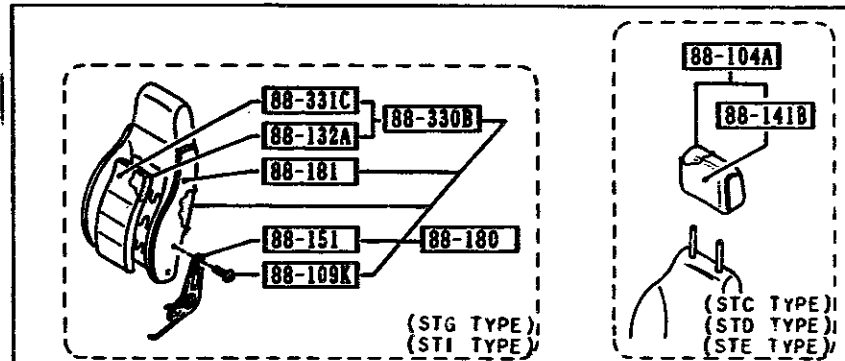 88-331C
88-132A
88-330B
88-181
88-151
88-180
88-109K
(STG TYPE)
(STI TYPE)
88-104A
88-141B
(STC TYPE)
(STD TYPE)
(STE TYPE)